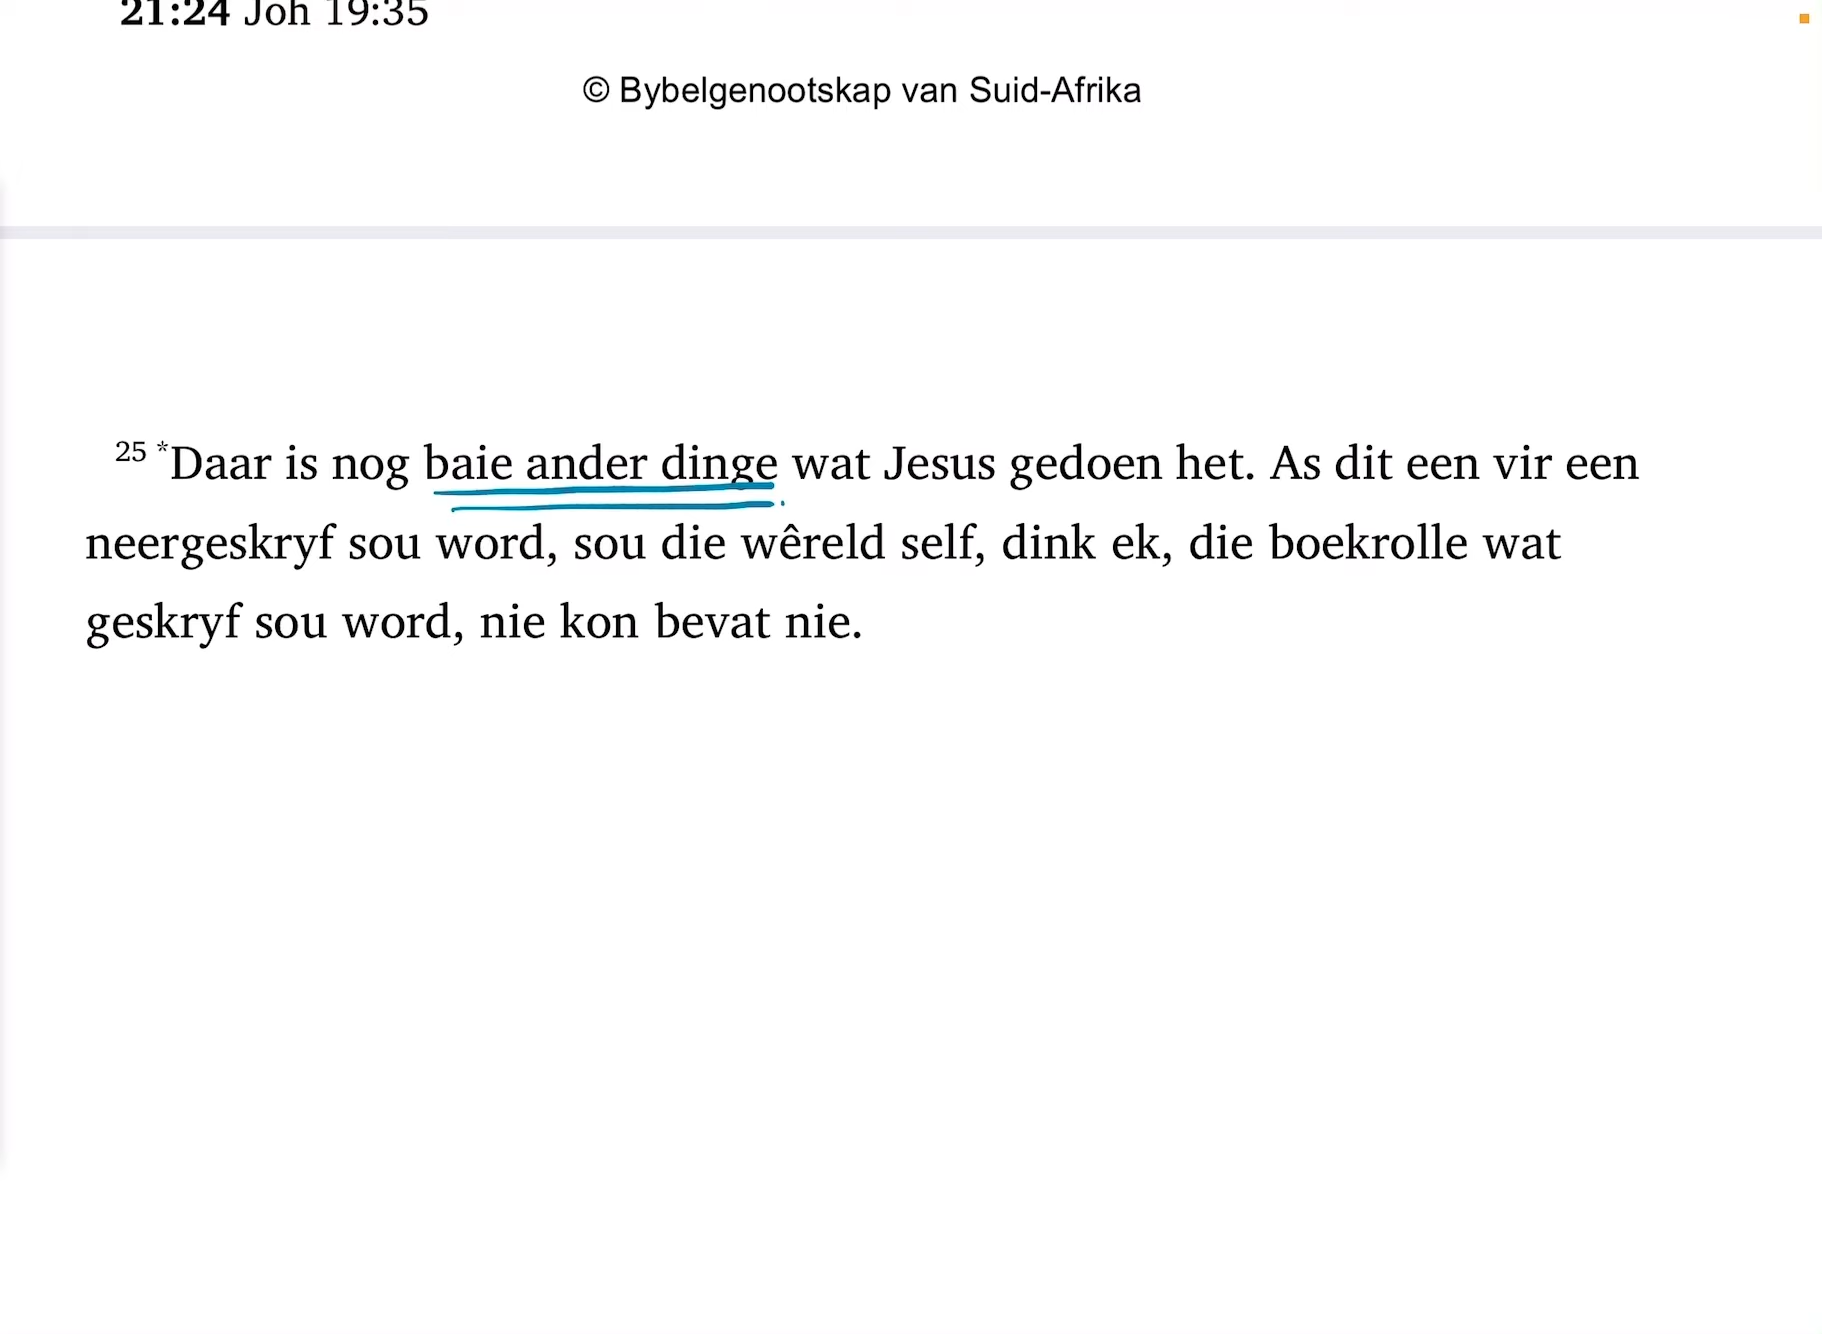 21:24 Joh 19:35
© Bybelgenootskap van Suid-Afrika
25 *Daar is nog baie ander dinge wat Jesus gedoen het. As dit een vir een
neergeskryf sou word, sou die wêreld self, dink ek, die boekrolle wat
geskryf sou word, nie kon bevat nie.